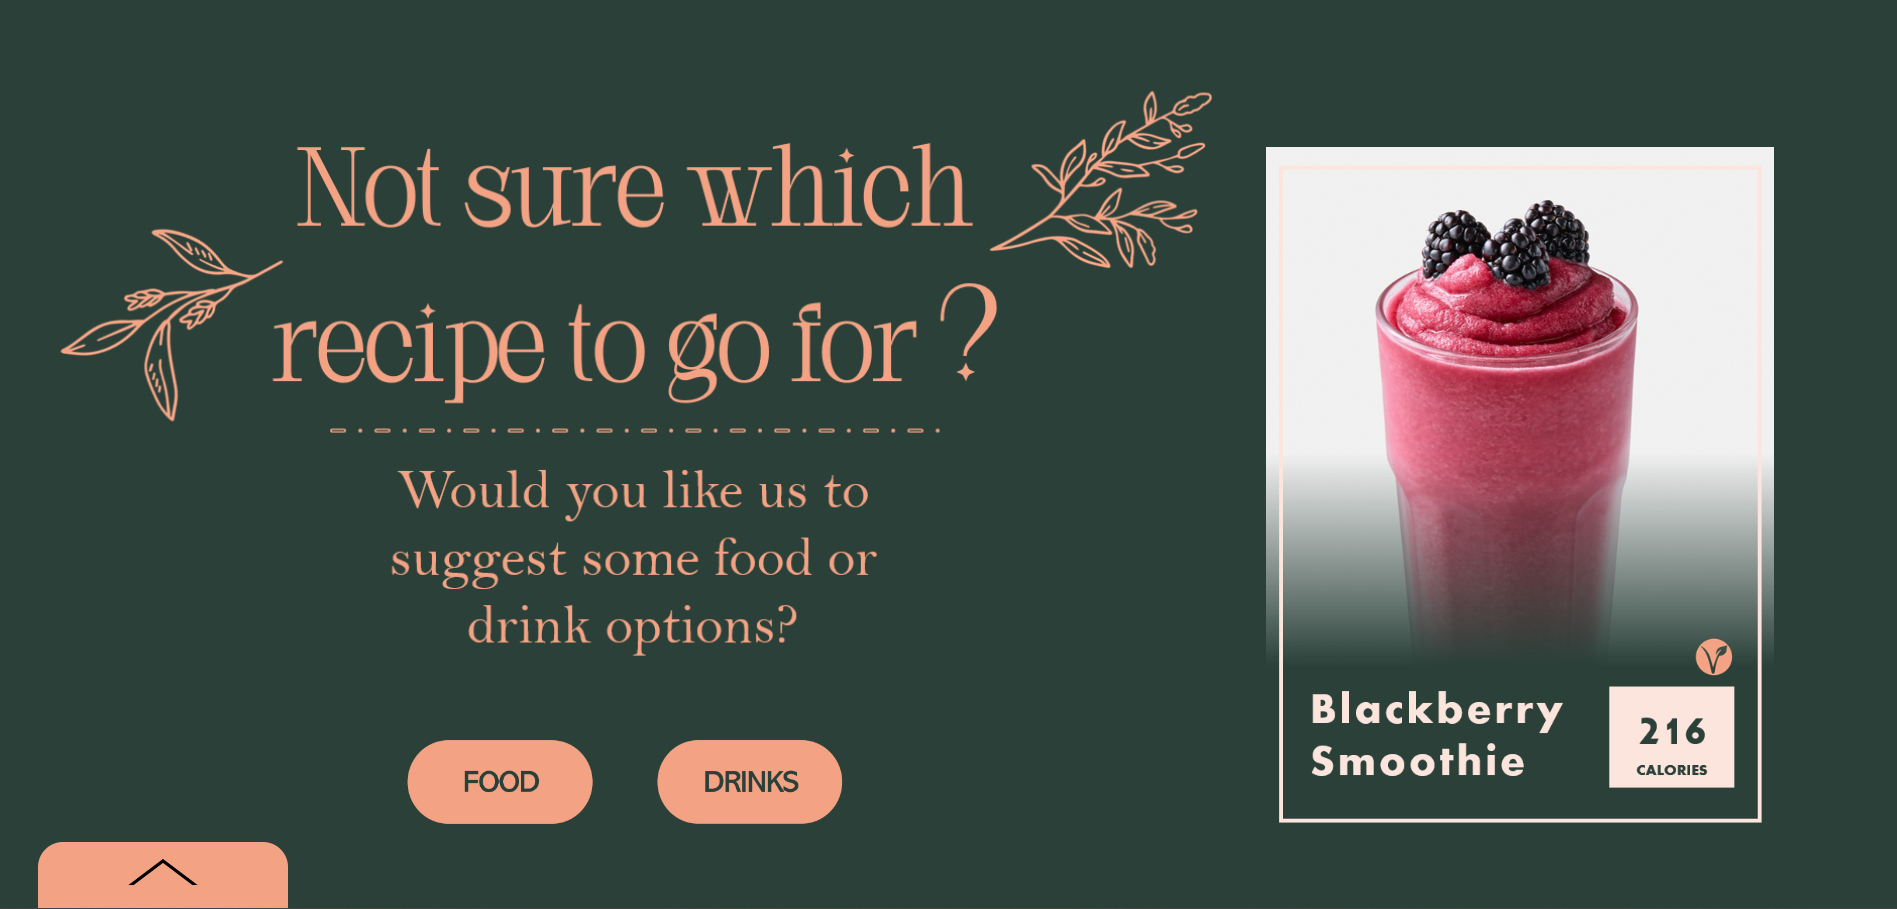 Not sure which
recipe to go for ?
Would you like us to
suggest some food or
drink options?
FOOD
DRINKS
Blackberry
Smoothie
216
CALORIES